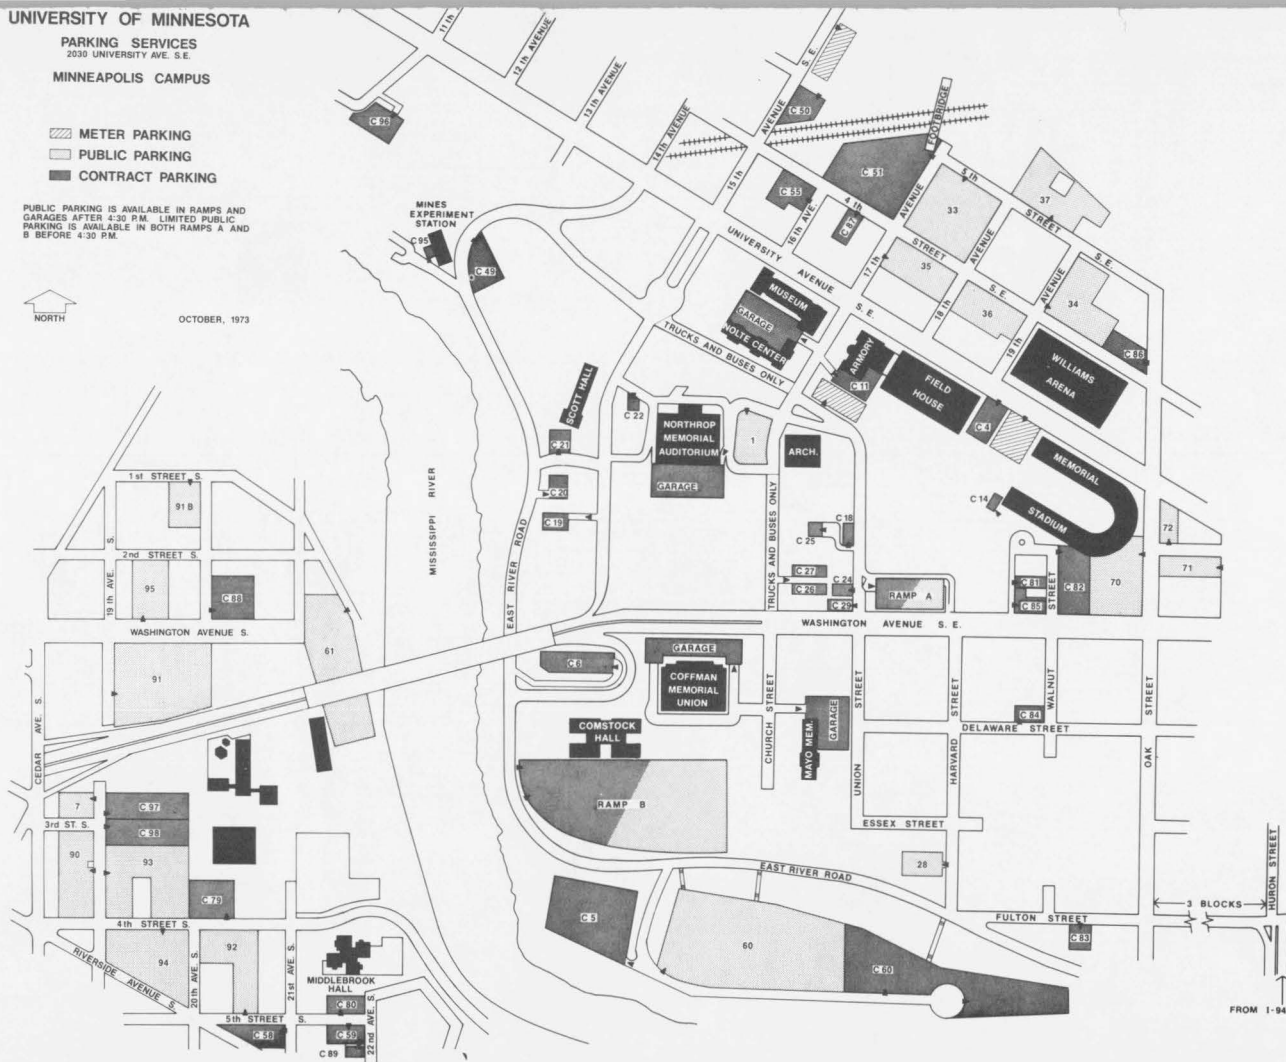 UNIVERSITY OF MINNESOTA
PARKING SERVICES
2030 UNIVERSITY AVE. S.E.
MINNEAPOLIS CAMPUS
METER PARKING
PUBLIC PARKING
CONTRACT PARKING
PUBLIC PARKING IS AVAILABLE IN RAMPS AND
GARAGES AFTER 4:30 P.M. LIMITED PUBLIC
PARKING IS AVAILABLE IN BOTH RAMPS A AND
B BEFORE 4:30 P.M.
NORTH
OCTOBER, 1973
11th
12th AVENUE
13th AVENUE
14th AVENUE
15th AVENUE S. E.
C 96
C 50
FOOTBRIDGE
C 51
C 55
16th AVE.
C 87
4th STREET S.E.
5th STREET S.E.
17th AVENUE
18th AVENUE
19th AVENUE
33
37
35
36
34
C 86
UNIVERSITY AVENUE S.E.
MINES
EXPERIMENT
STATION
C 95
C 49
MUSEUM
GARAGE
NOLTE CENTER
TRUCKS AND BUSES ONLY
ARMORY
C 11
FIELD
HOUSE
WILLIAMS
ARENA
C 4
MEMORIAL
STADIUM
C 14
SCOTT HALL
C 22
C 21
C 20
C 19
NORTHROP
MEMORIAL
AUDITORIUM
GARAGE
1
ARCH.
TRUCKS AND BUSES ONLY
C 18
C 25
C 27
C 26
C 24
C 29
RAMP A
C 81
C 85
C 82
70
72
71
MISSISSIPPI RIVER
EAST RIVER ROAD
WASHINGTON AVENUE S. E.
1st STREET S.
91 B
2nd STREET S.
19th AVE. S.
95
C 88
WASHINGTON AVENUE S.
61
91
CEDAR AVE. S.
C 6
GARAGE
COFFMAN
MEMORIAL
UNION
COMSTOCK
HALL
CHURCH STREET
MAYO MEM.
GARAGE
UNION STREET
HARVARD STREET
WALNUT STREET
OAK STREET
C 84
DELAWARE STREET
RAMP B
ESSEX STREET
28
EAST RIVER ROAD
7
3rd ST. S.
C 97
C 98
90
93
C 79
4th STREET S.
RIVERSIDE AVENUE S.
94
20th AVE. S.
92
21st AVE. S.
MIDDLEBROOK
HALL
C 80
5th STREET S.
C 58
C 59
C 89
22nd AVE. S.
C 5
60
C 60
FULTON STREET
C 83
3 BLOCKS
HURON STREET
FROM I-94